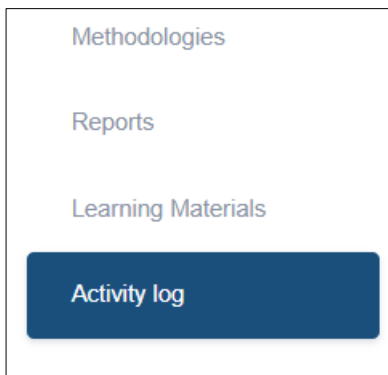 Methodologies
Reports
Learning Materials
Activity log